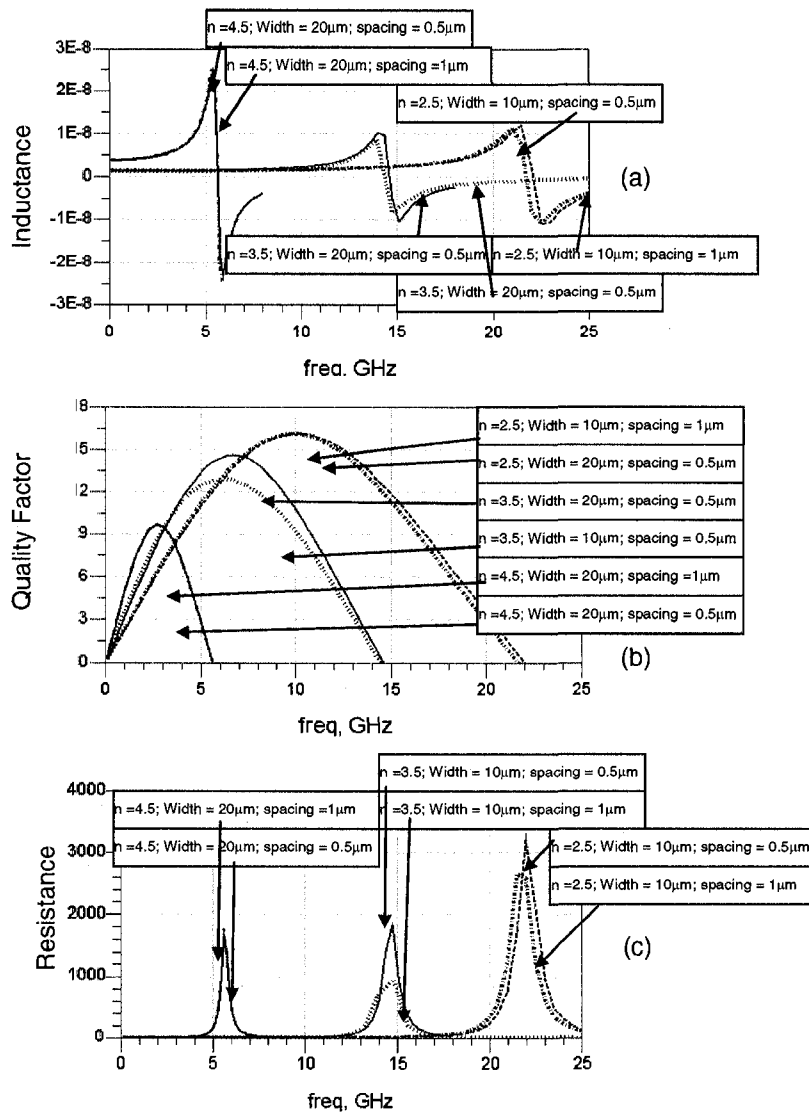 n =4.5; Width = 20µm; spacing = 0.5µm
n =4.5; Width = 20µm; spacing =1µm
n =2.5; Width = 10µm; spacing = 0.5µm
3E-8
2E-8
1E-8
0
-1E-8
-2E-8
-3E-8
Inductance
(a)
n =3.5; Width = 20µm; spacing = 0.5µm
n =2.5; Width = 10µm; spacing = 1µm
n =3.5; Width = 20µm; spacing = 0.5µm
0 5 10 15 20 25
freq. GHz
Quality Factor
18
15
12
9
6
3
0
n =2.5; Width = 10µm; spacing = 1µm
n =2.5; Width = 20µm; spacing = 0.5µm
n =3.5; Width = 20µm; spacing = 0.5µm
n =3.5; Width = 10µm; spacing = 0.5µm
n =4.5; Width = 20µm; spacing =1µm
n =4.5; Width = 20µm; spacing = 0.5µm
(b)
0 5 10 15 20 25
freq, GHz
n =3.5; Width = 10µm; spacing = 0.5µm
n =4.5; Width = 20µm; spacing =1µm
n =3.5; Width = 10µm; spacing = 1µm
n =4.5; Width = 20µm; spacing = 0.5µm
n =2.5; Width = 10µm; spacing = 0.5µm
n =2.5; Width = 10µm; spacing = 1µm
4000
3000
2000
1000
0
Resistance
(c)
0 5 10 15 20 25
freq, GHz